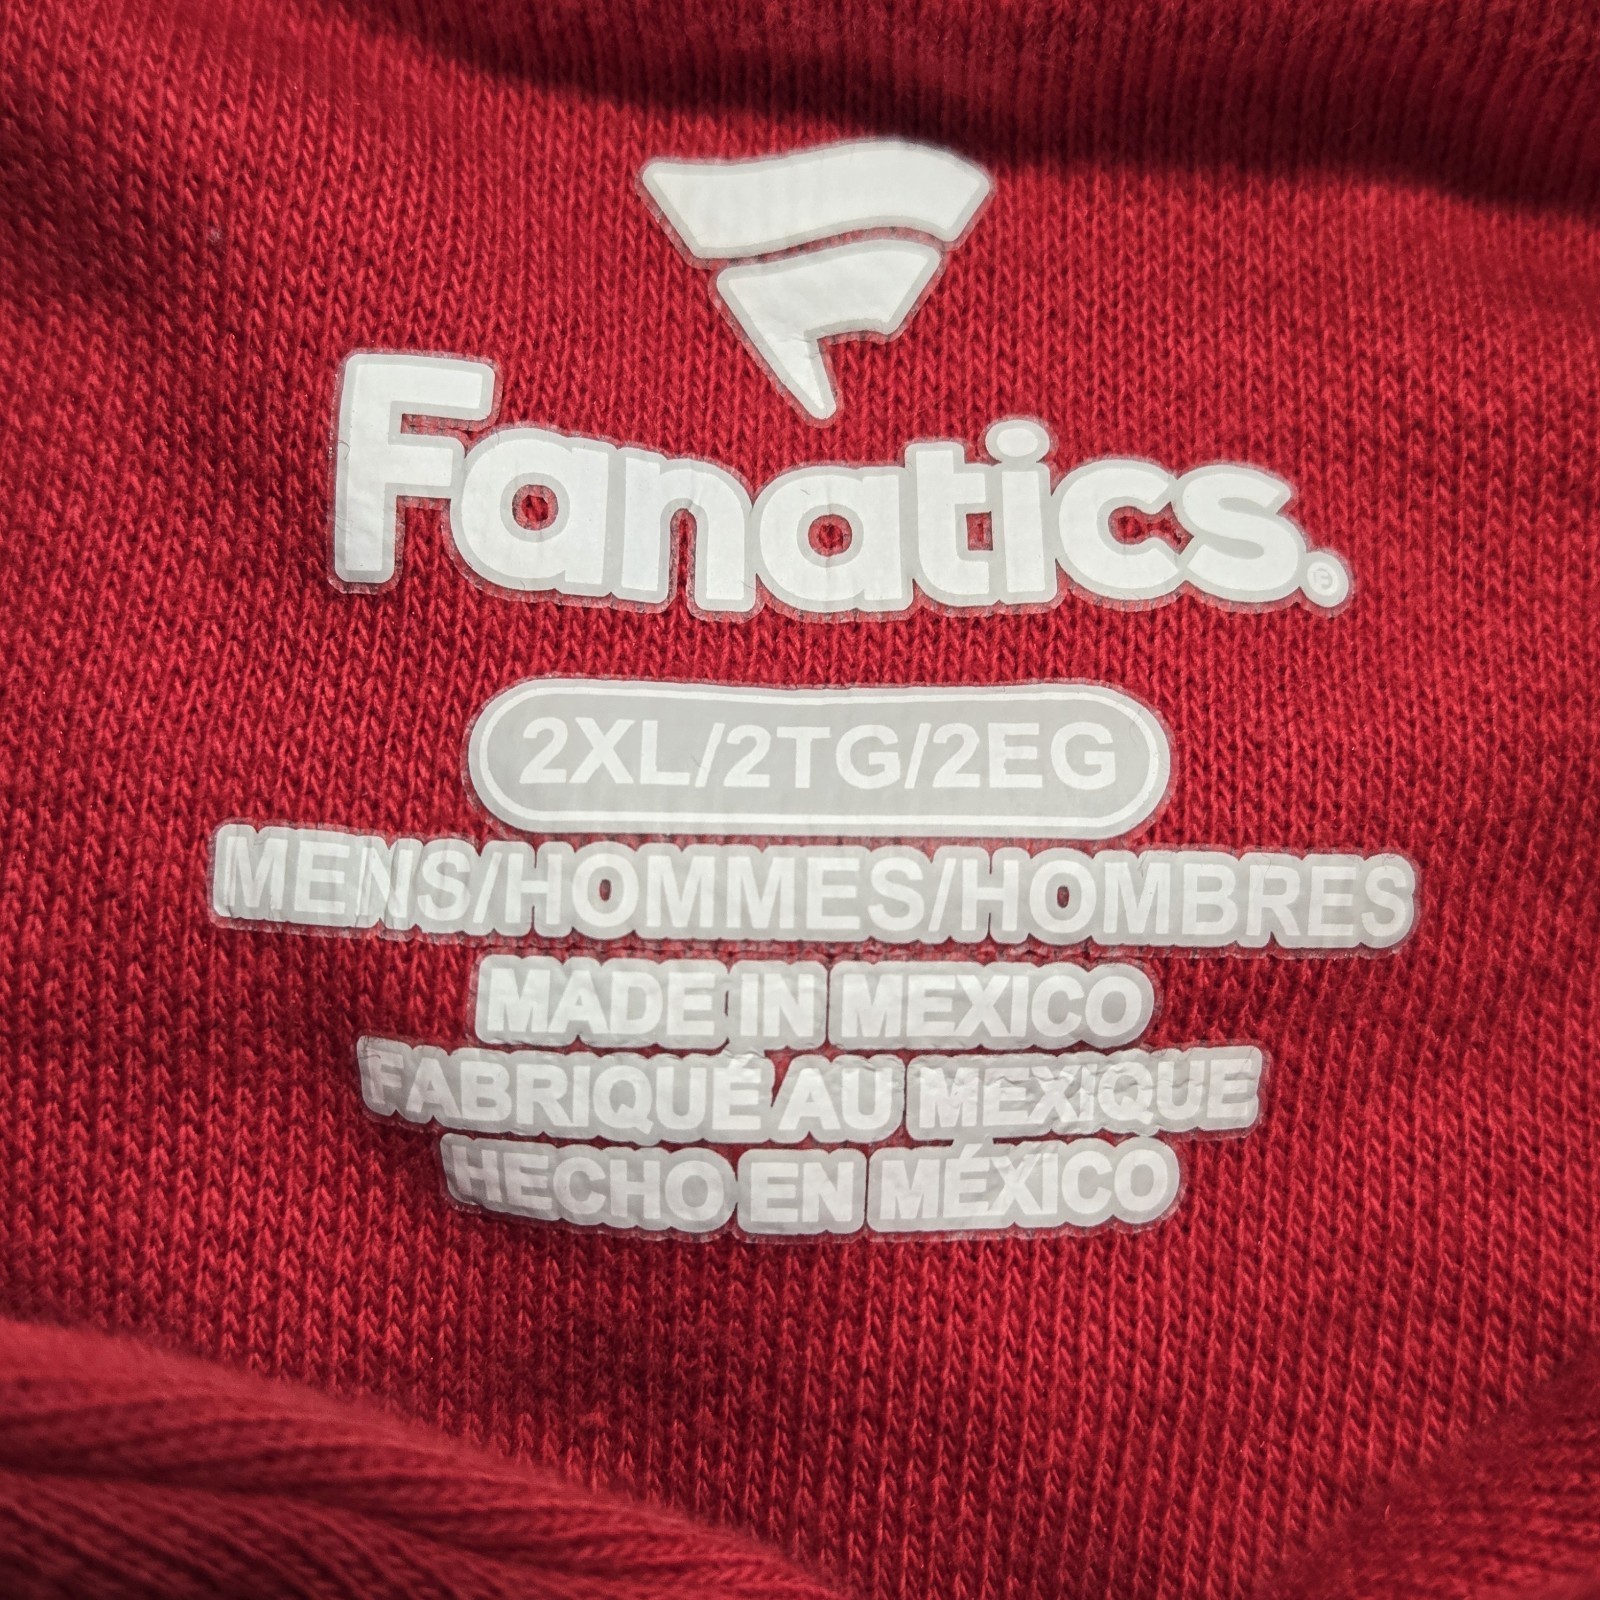 Fanatics.®
2XL/2TG/2EG
MENS/HOMMES/HOMBRES
MADE IN MEXICO
FABRIQUÉ AU MEXIQUE
HECHO EN MÉXICO